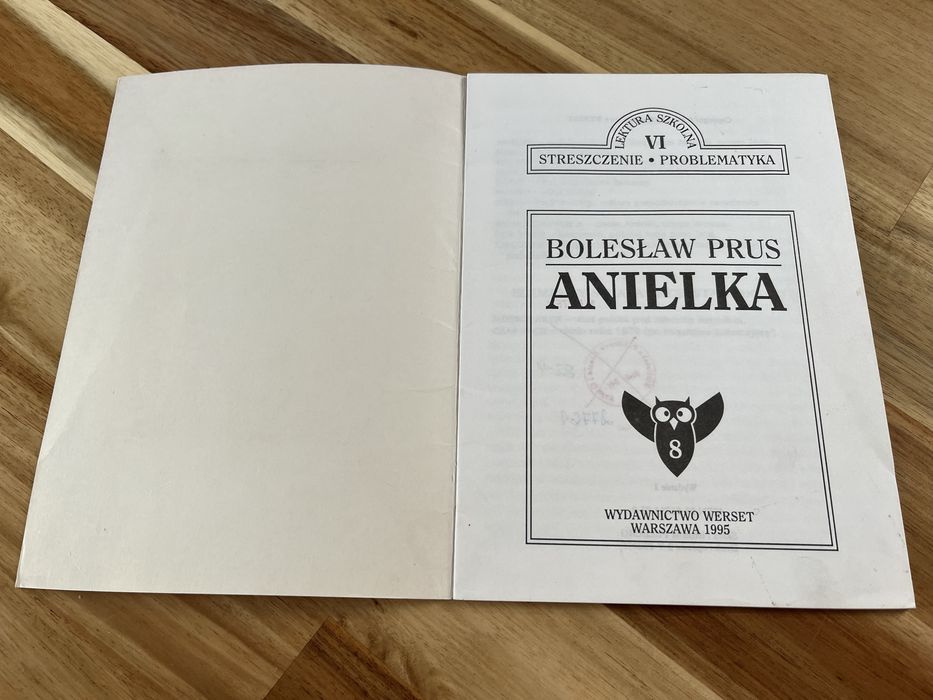 LEKTURA SZKOLNA
VI
STRESZCZENIE • PROBLEMATYKA
BOLESŁAW PRUS
ANIELKA
8
WYDAWNICTWO WERSET
WARSZAWA 1995